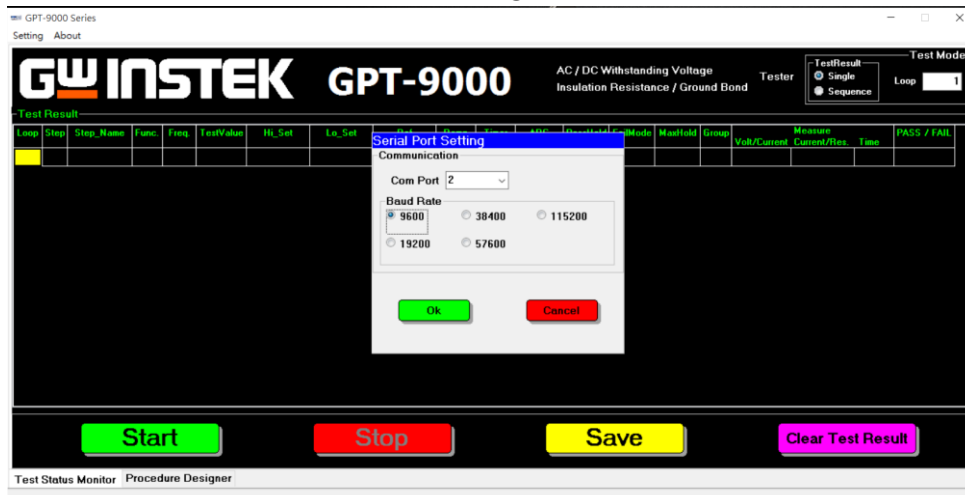 GPT-9000 Series
Setting About
GW INSTEK GPT-9000
AC / DC Withstanding Voltage
Insulation Resistance / Ground Bond
Tester
TestResult
Single
Sequence
Test Mode
Loop 1
Test Result
Loop Step Step_Name Func. Freq. TestValue Hi_Set Lo_Set MaxHold Group Measure PASS / FAIL
Volt/Current Current/Res. Time
Serial Port Setting
Communication
Com Port 2
Baud Rate
9600 38400 115200
19200 57600
Ok Cancel
Start Stop Save Clear Test Result
Test Status Monitor Procedure Designer